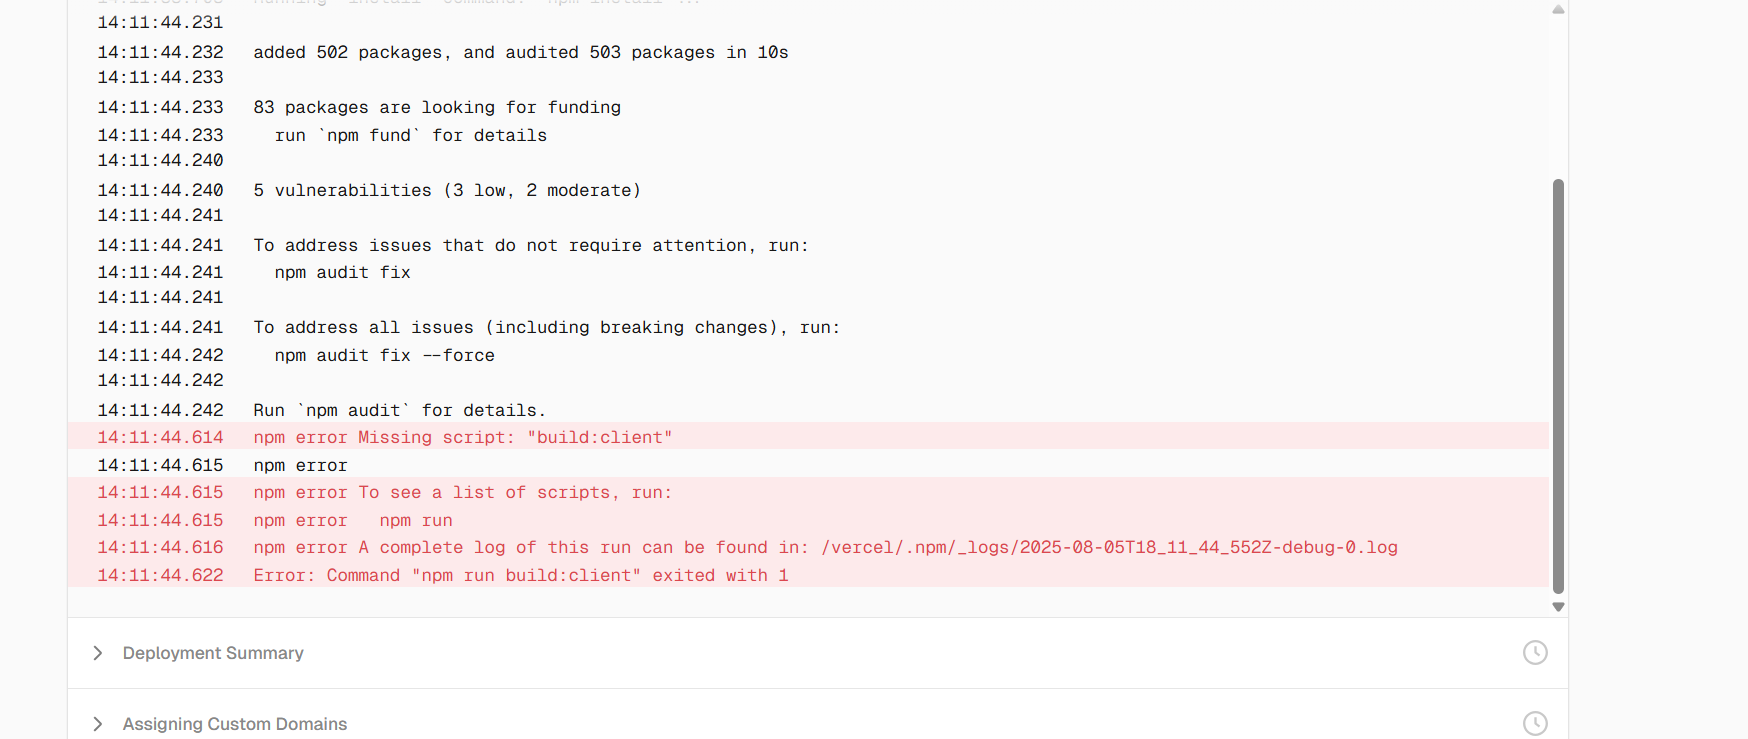 Running "install" command: `npm install`...
14:11:44.231
14:11:44.232 added 502 packages, and audited 503 packages in 10s
14:11:44.233
14:11:44.233 83 packages are looking for funding
14:11:44.233 run `npm fund` for details
14:11:44.240
14:11:44.240 5 vulnerabilities (3 low, 2 moderate)
14:11:44.241
14:11:44.241 To address issues that do not require attention, run:
14:11:44.241 npm audit fix
14:11:44.241
14:11:44.241 To address all issues (including breaking changes), run:
14:11:44.242 npm audit fix --force
14:11:44.242
14:11:44.242 Run `npm audit` for details.
14:11:44.614 npm error Missing script: "build:client"
14:11:44.615 npm error
14:11:44.615 npm error To see a list of scripts, run:
14:11:44.615 npm error npm run
14:11:44.616 npm error A complete log of this run can be found in: /vercel/.npm/_logs/2025-08-05T18_11_44_552Z-debug-0.log
14:11:44.622 Error: Command "npm run build:client" exited with 1
Deployment Summary
Assigning Custom Domains